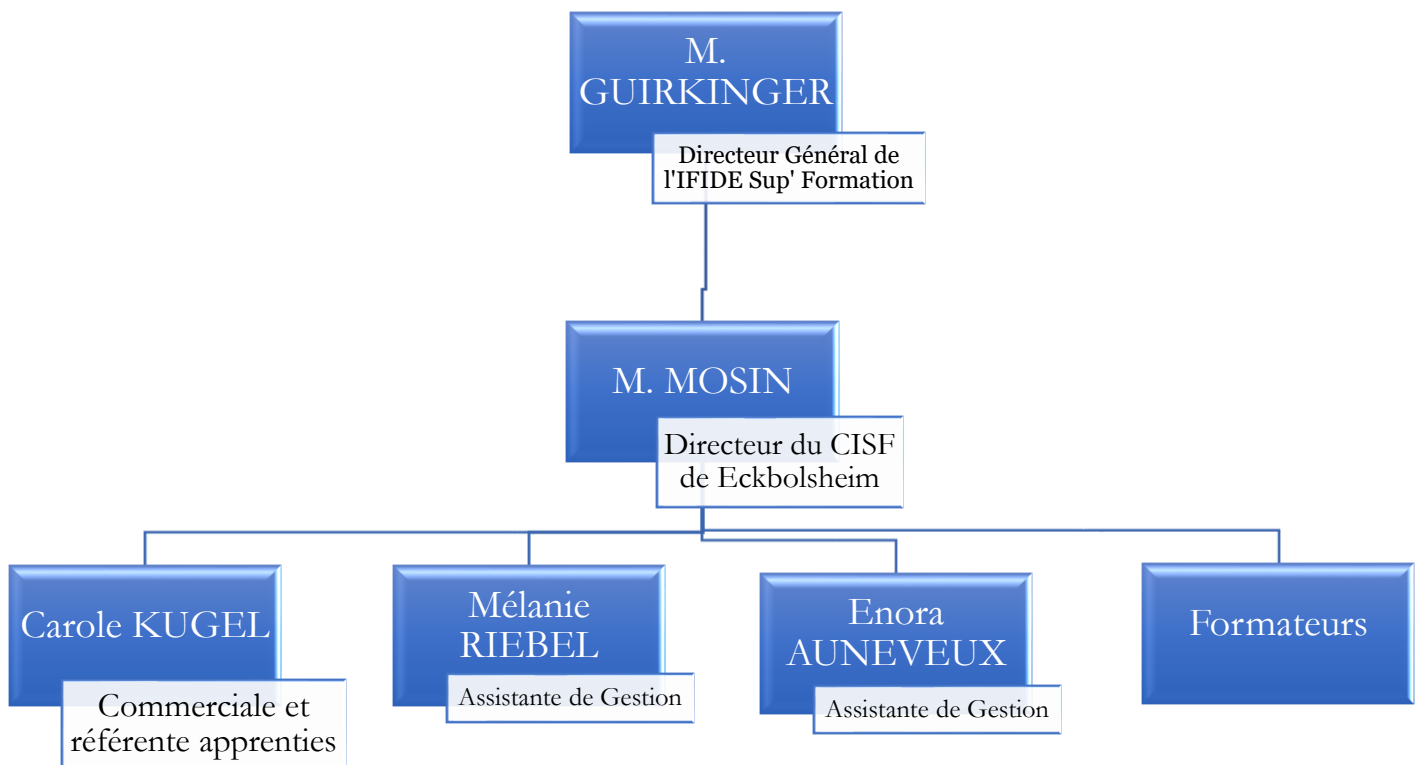 M.
GUIRKINGER
Directeur Général de
l'IFIDE Sup' Formation
M. MOSIN
Directeur du CISF
de Eckbolsheim
Carole KUGEL
Commerciale et
référente apprenties
Mélanie
RIEBEL
Assistante de Gestion
Enora
AUNEVEUX
Assistante de Gestion
Formateurs